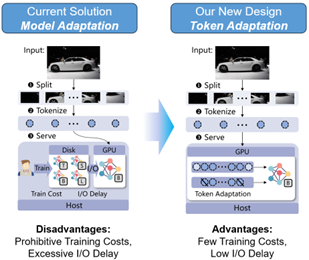 Current Solution
Model Adaptation
Input:
❶ Split
❷ Tokenize
❸ Serve
Disk
GPU
Train
T
S
B
L
I/O
B
Train Cost
I/O Delay
Host
Disadvantages:
Prohibitive Training Costs,
Excessive I/O Delay
Our New Design
Token Adaptation
Input:
❶ Split
❷ Tokenize
❸ Serve
GPU
B
Token Adaptation
Host
Advantages:
Few Training Costs,
Low I/O Delay